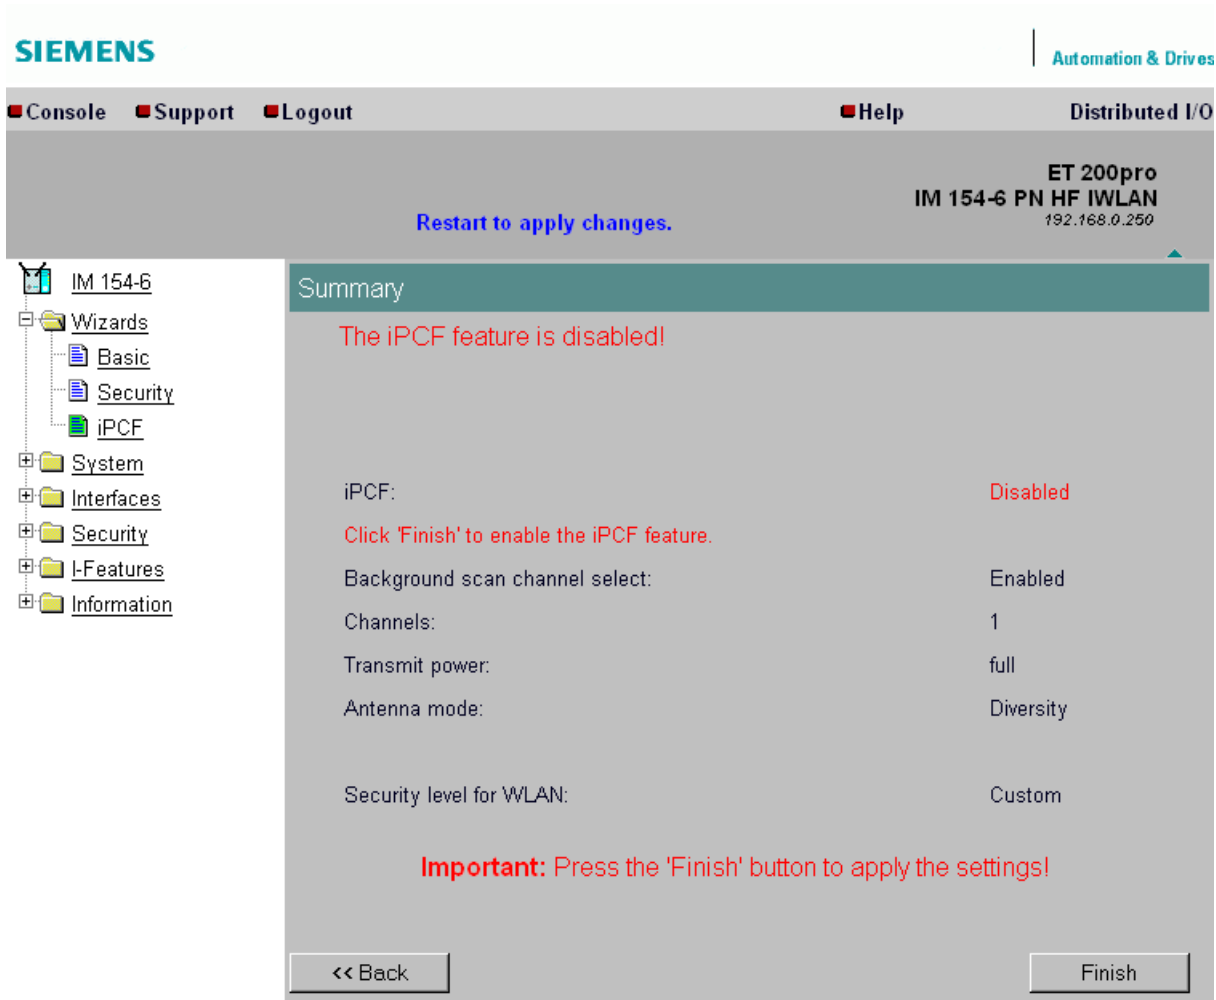 SIEMENS
Automation & Drives
Console Support Logout Help Distributed I/O
ET 200pro
IM 154-6 PN HF IWLAN
192.168.0.250
Restart to apply changes.
IM 154-6
Wizards
Basic
Security
iPCF
System
Interfaces
Security
I-Features
Information
Summary
The iPCF feature is disabled!
iPCF: Disabled
Click 'Finish' to enable the iPCF feature.
Background scan channel select: Enabled
Channels: 1
Transmit power: full
Antenna mode: Diversity
Security level for WLAN: Custom
Important: Press the 'Finish' button to apply the settings!
<< Back Finish